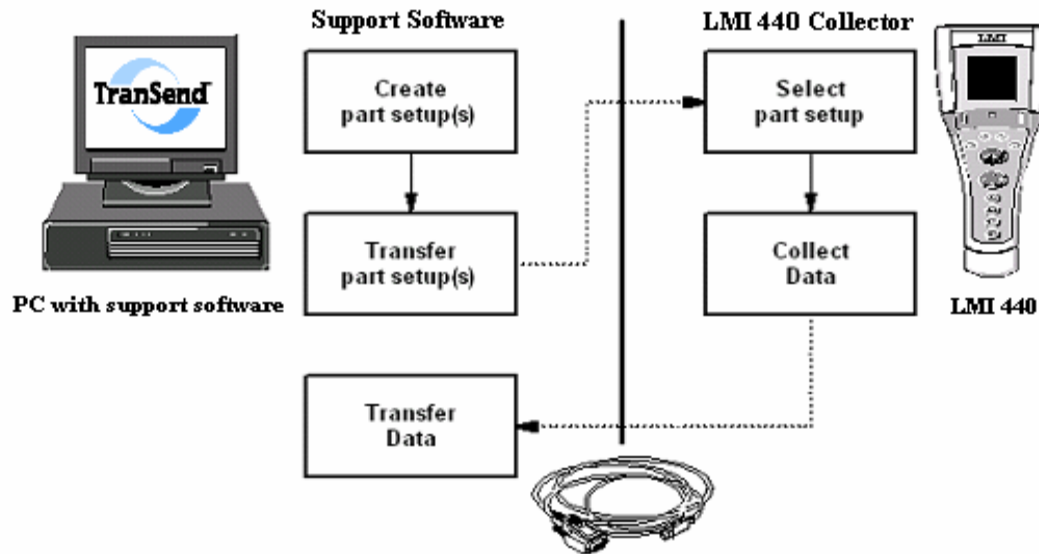 Support Software
LMI 440 Collector
TranSend
LMI
Create
part setup(s)
Select
part setup
Transfer
part setup(s)
Collect
Data
PC with support software
LMI 440
Transfer
Data